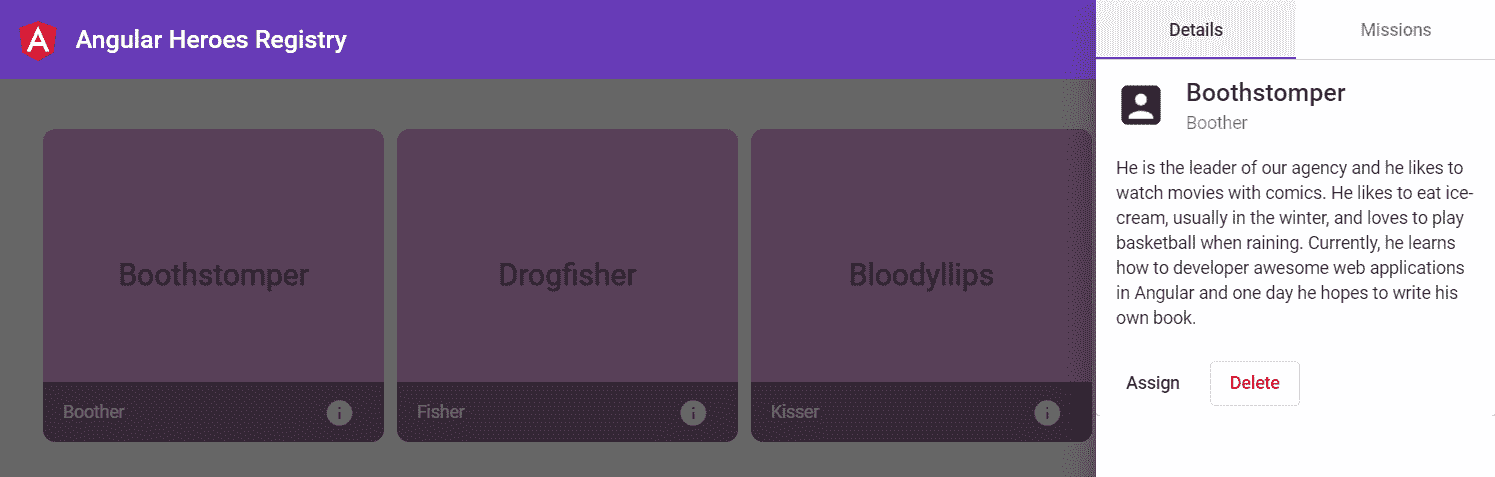 Angular Heroes Registry
Boothstomper
Drogfisher
Bloodyllips
Boother
Fisher
Kisser
Details
Missions
Boothstomper
Boother
He is the leader of our agency and he likes to
watch movies with comics. He likes to eat ice-
cream, usually in the winter, and loves to play
basketball when raining. Currently, he learns
how to developer awesome web applications
in Angular and one day he hopes to write his
own book.
Assign
Delete